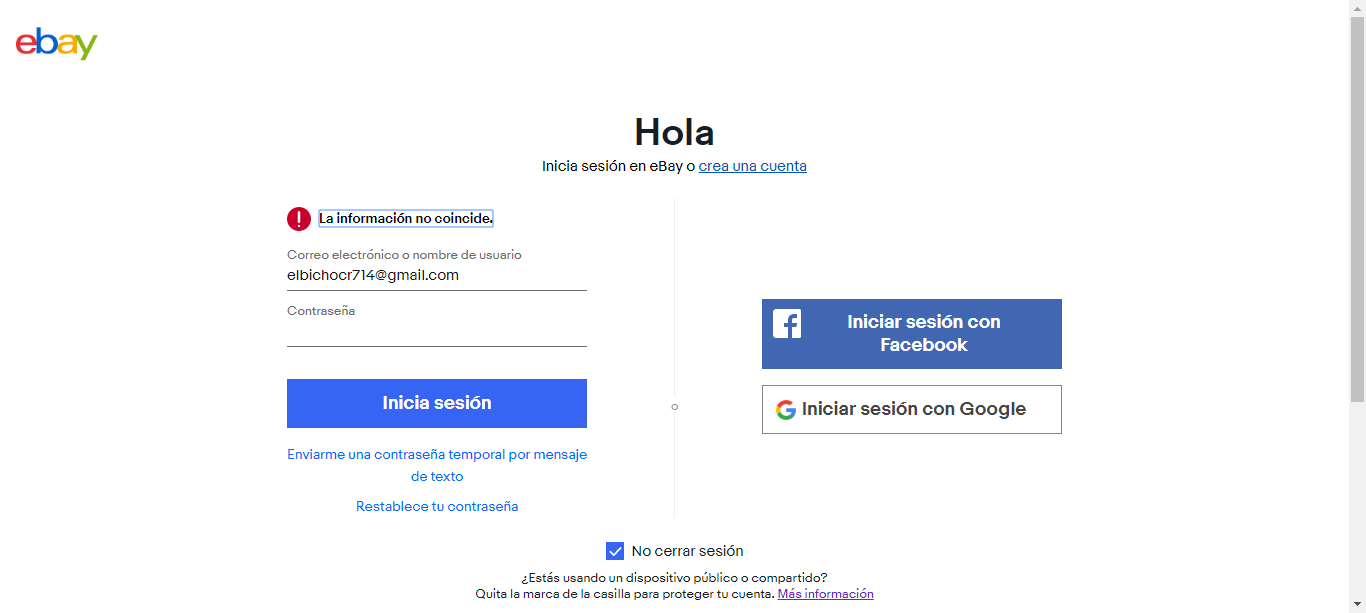 ebay
Hola
Inicia sesión en eBay o crea una cuenta
La información no coincide.
Correo electrónico o nombre de usuario
elbichocr714@gmail.com
Contraseña
Inicia sesión
Enviarme una contraseña temporal por mensaje
de texto
Restablece tu contraseña
o
Iniciar sesión con
Facebook
Iniciar sesión con Google
No cerrar sesión
¿Estás usando un dispositivo público o compartido?
Quita la marca de la casilla para proteger tu cuenta. Más información